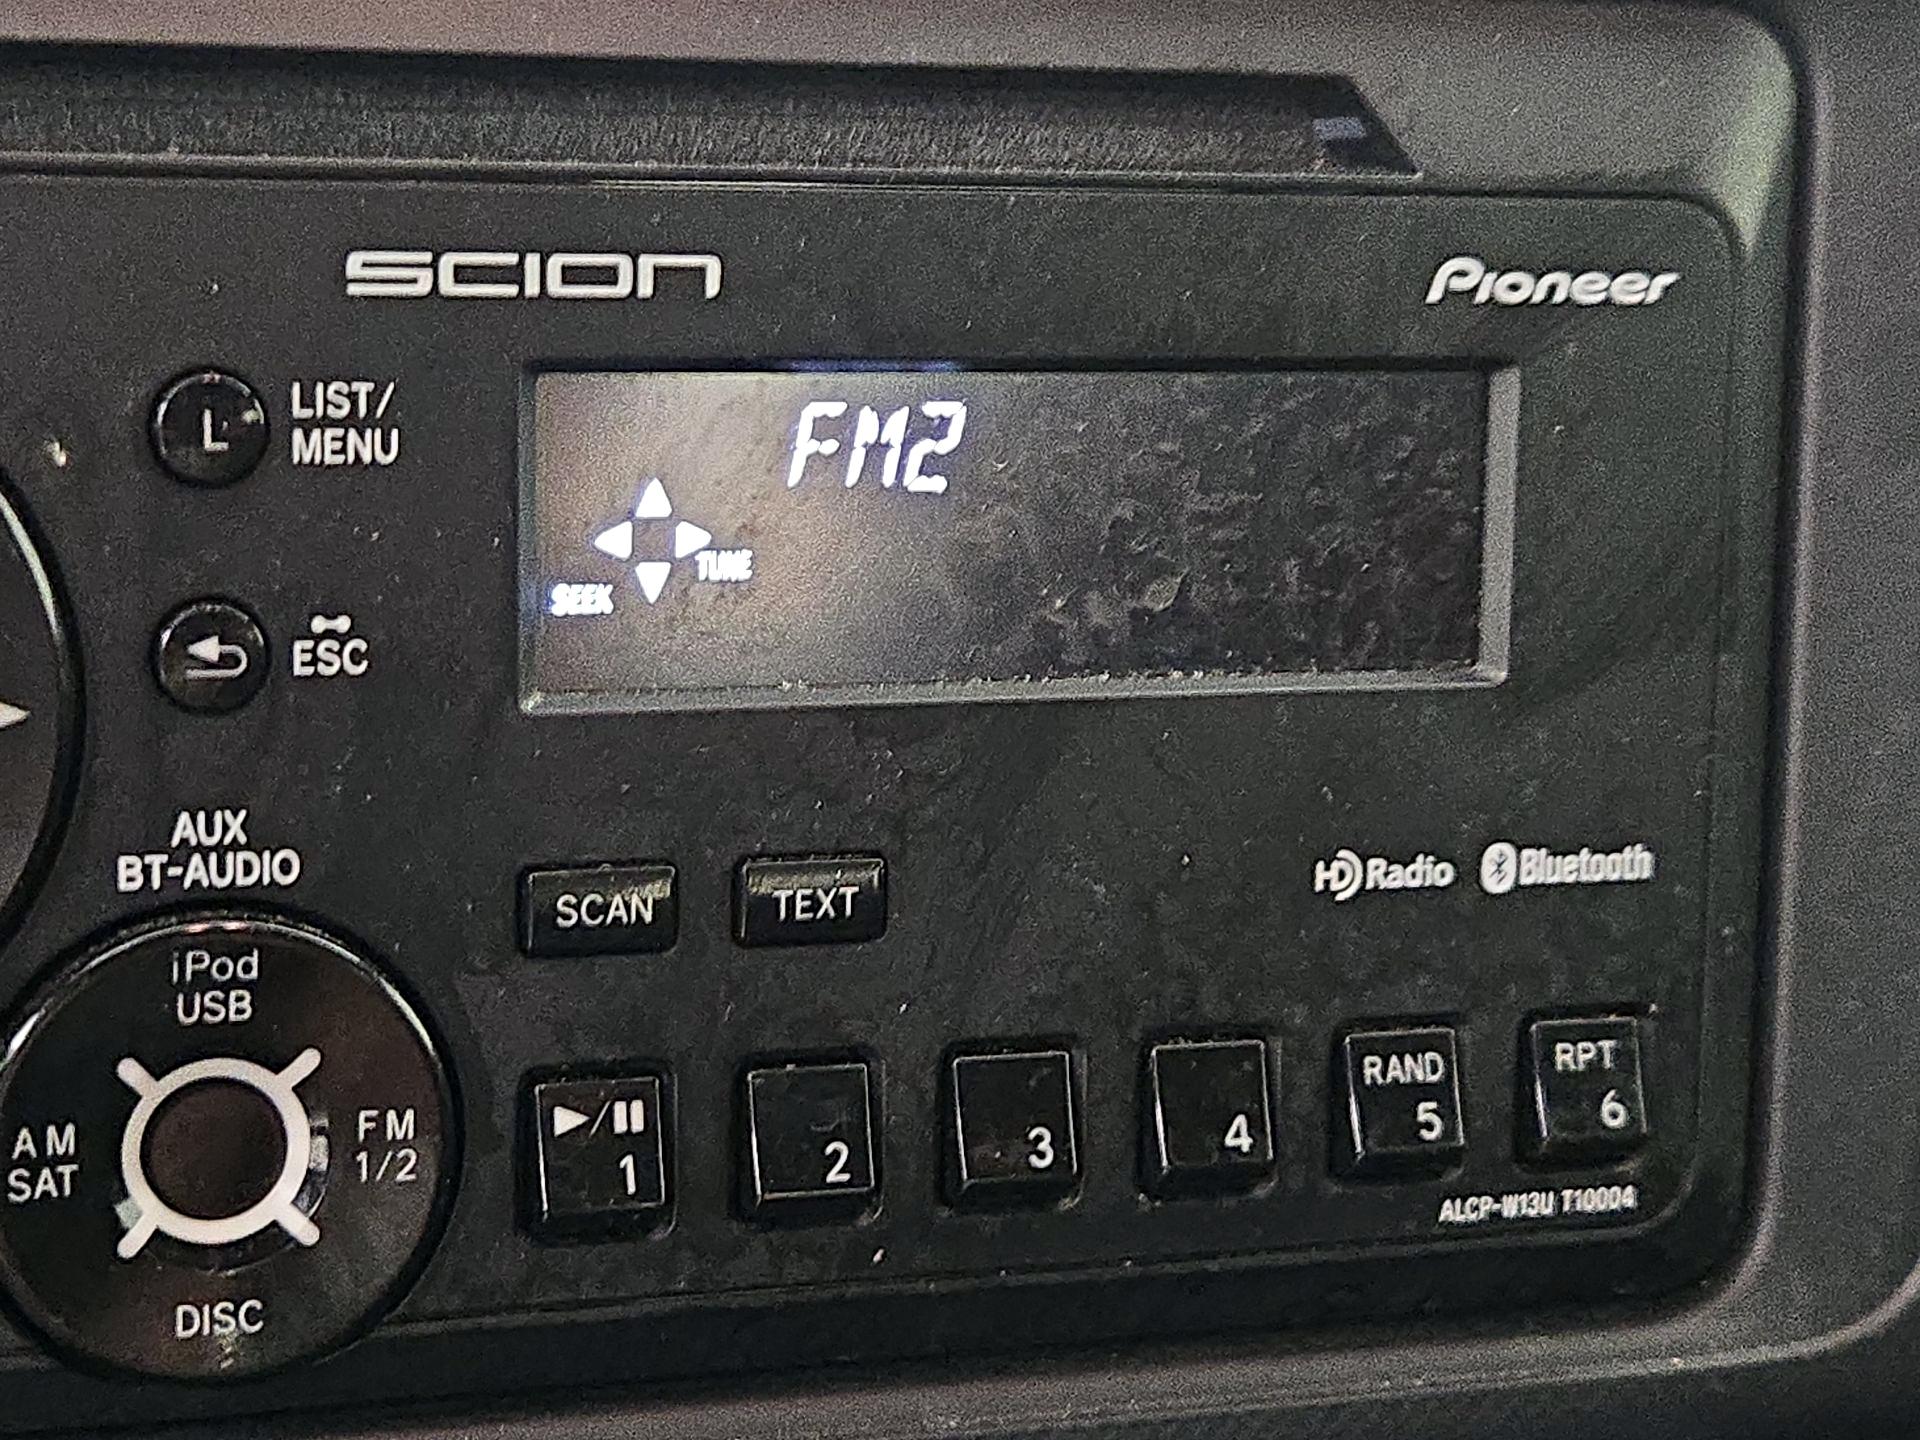 SCION
Pioneer
L
LIST/
MENU
FM2
TUNE
SEEK
ESC
AUX
BT-AUDIO
SCAN
TEXT
HD Radio
Bluetooth
iPod
USB
AM
SAT
FM
1/2
DISC
1
2
3
4
RAND
5
RPT
6
ALCP-W13U T10004